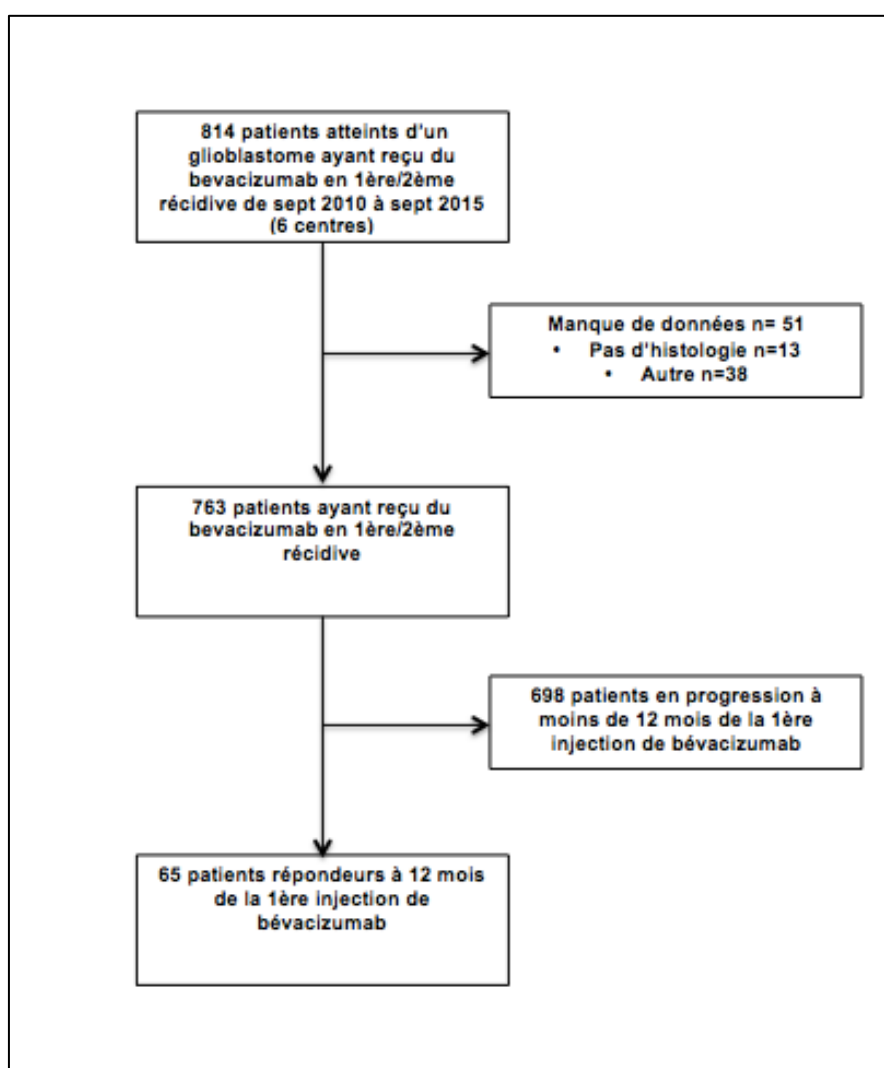 814 patients atteints d'un
glioblastome ayant reçu du
bevacizumab en 1ère/2ème
récidive de sept 2010 à sept 2015
(6 centres)
Manque de données n= 51
• Pas d'histologie n=13
• Autre n=38
763 patients ayant reçu du
bevacizumab en 1ère/2ème
récidive
698 patients en progression à
moins de 12 mois de la 1ère
injection de bévacizumab
65 patients répondeurs à 12 mois
de la 1ère injection de
bévacizumab